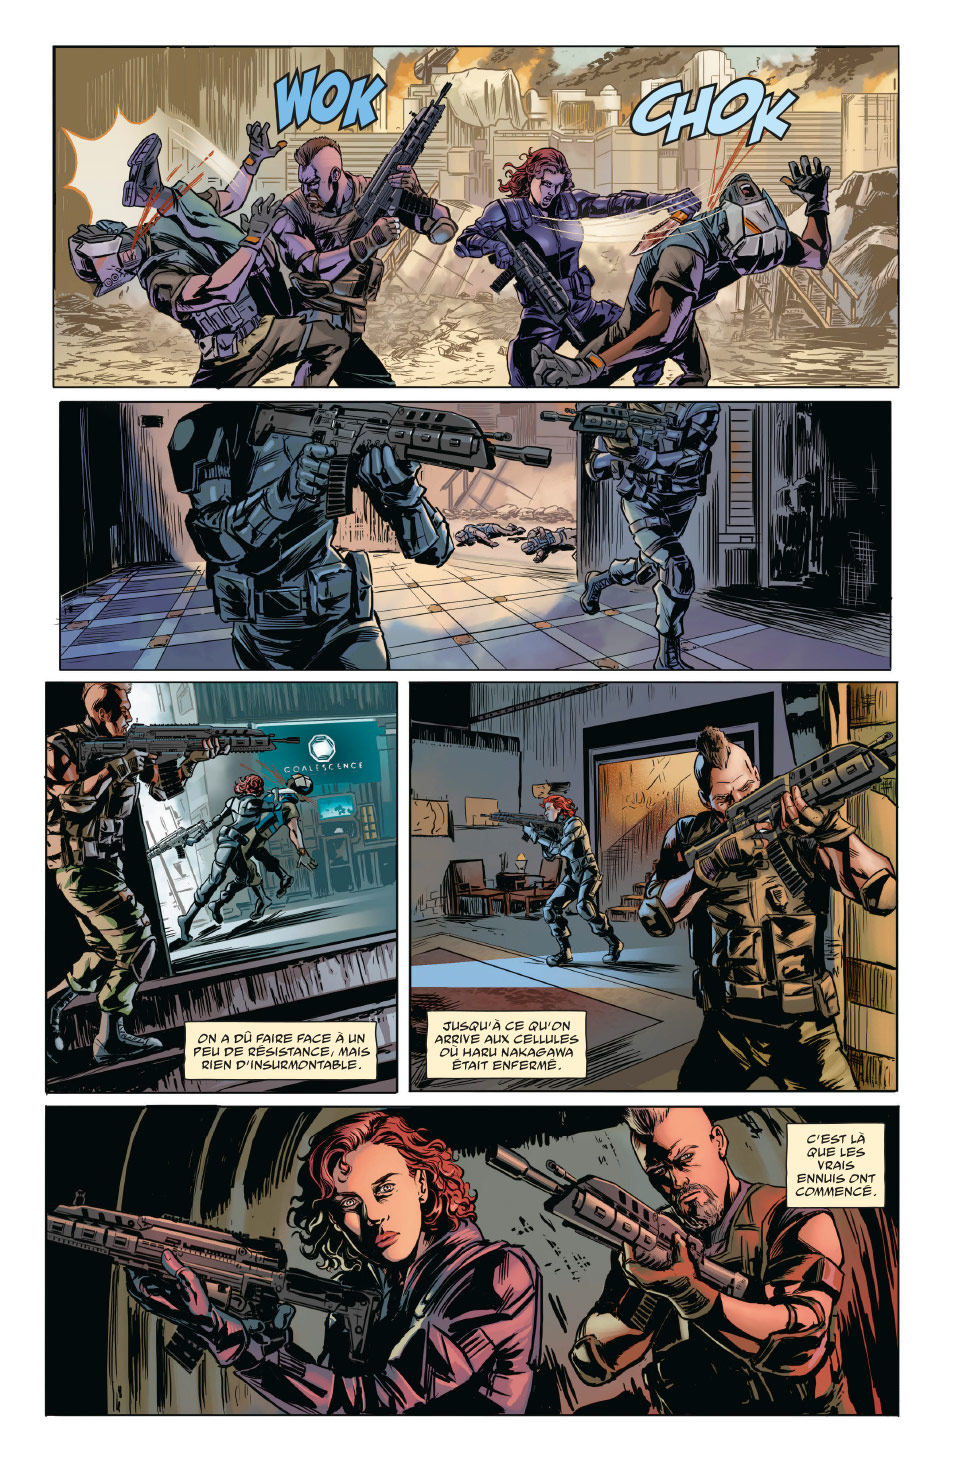 WOK
CHOK
COALESCENCE
ON A DÛ FAIRE FACE À UN
PEU DE RÉSISTANCE, MAIS
RIEN D'INSURMONTABLE.
JUSQU'À CE QU'ON
ARRIVE AUX CELLULES
OÙ HARU NAKAGAWA
ÉTAIT ENFERMÉ.
C'EST LÀ
QUE LES
VRAIS
ENNUIS ONT
COMMENCÉ.